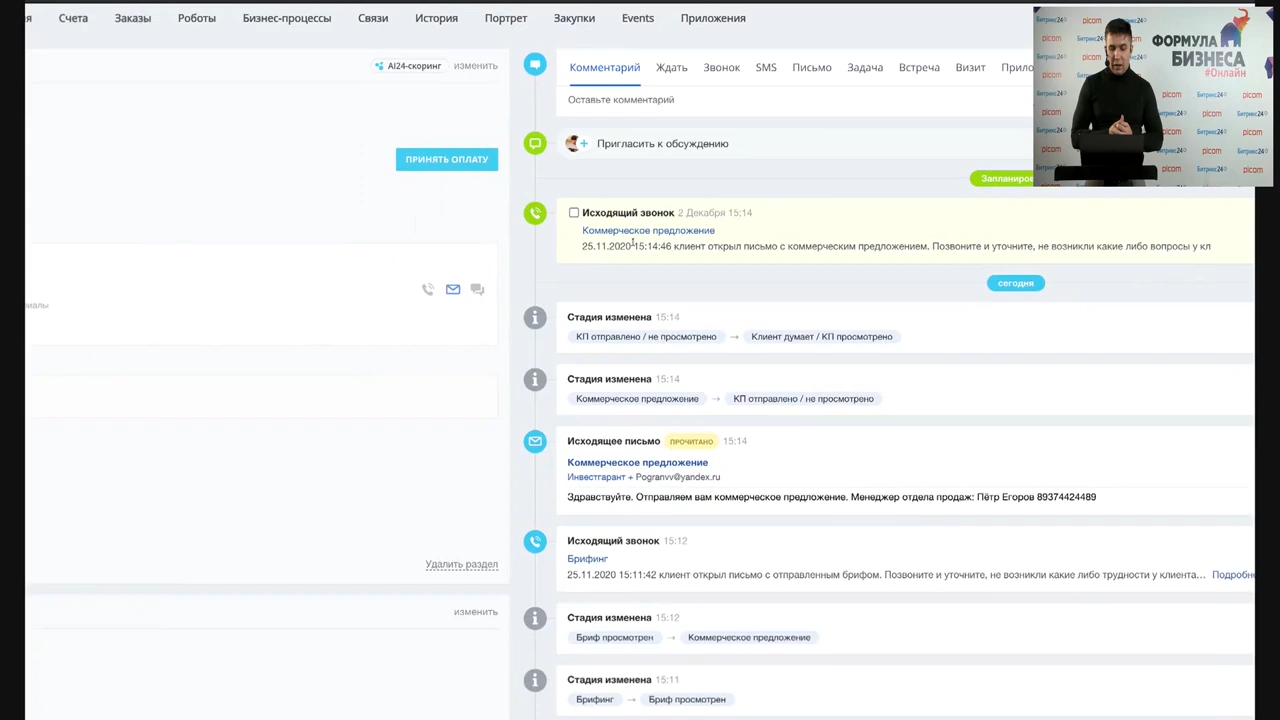 я Счета Заказы Роботы Бизнес-процессы Связи История Портрет Закупки Events Приложения
AI24-скоринг изменить
ПРИНЯТЬ ОПЛАТУ
иалы
Удалить раздел
изменить
Комментарий Ждать Звонок SMS Письмо Задача Встреча Визит Прило
Оставьте комментарий
Пригласить к обсуждению
Запланиро
Исходящий звонок 2 Декабря 15:14
Коммерческое предложение
25.11.2020 15:14:46 клиент открыл письмо с коммерческим предложением. Позвоните и уточните, не возникли какие либо вопросы у кл
сегодня
Стадия изменена 15:14
КП отправлено / не просмотрено → Клиент думает / КП просмотрено
Стадия изменена 15:14
Коммерческое предложение → КП отправлено / не просмотрено
Исходящее письмо ПРОЧИТАНО 15:14
Коммерческое предложение
Инвестгарант + Pogranvv@yandex.ru
Здравствуйте. Отправляем вам коммерческое предложение. Менеджер отдела продаж: Пётр Егоров 89374424489
Исходящий звонок 15:12
Брифинг
25.11.2020 15:11:42 клиент открыл письмо с отправленным брифом. Позвоните и уточните, не возникли какие либо трудности у клиента... Подробне
Стадия изменена 15:12
Бриф просмотрен → Коммерческое предложение
Стадия изменена 15:11
Брифинг → Бриф просмотрен
ФОРМУЛА
БИЗНЕСА
#Онлайн
Битрикс24
picom